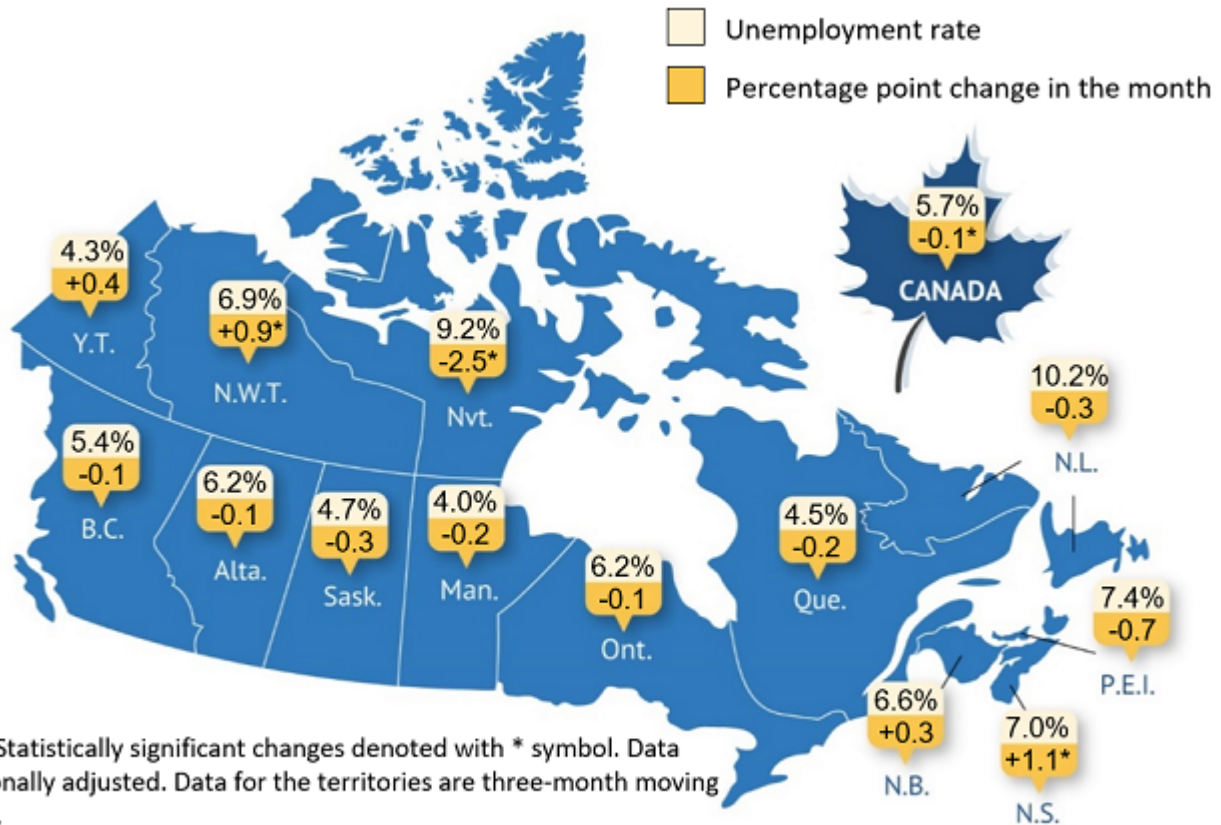 Unemployment rate
Percentage point change in the month
5.7%
-0.1*
CANADA
4.3%
+0.4
Y.T.
6.9%
+0.9*
N.W.T.
9.2%
-2.5*
Nvt.
10.2%
-0.3
N.L.
5.4%
-0.1
B.C.
6.2%
-0.1
Alta.
4.7%
-0.3
Sask.
4.0%
-0.2
Man.
6.2%
-0.1
Ont.
4.5%
-0.2
Que.
7.4%
-0.7
P.E.I.
6.6%
+0.3
N.B.
7.0%
+1.1*
N.S.
Statistically significant changes denoted with * symbol. Data
onally adjusted. Data for the territories are three-month moving